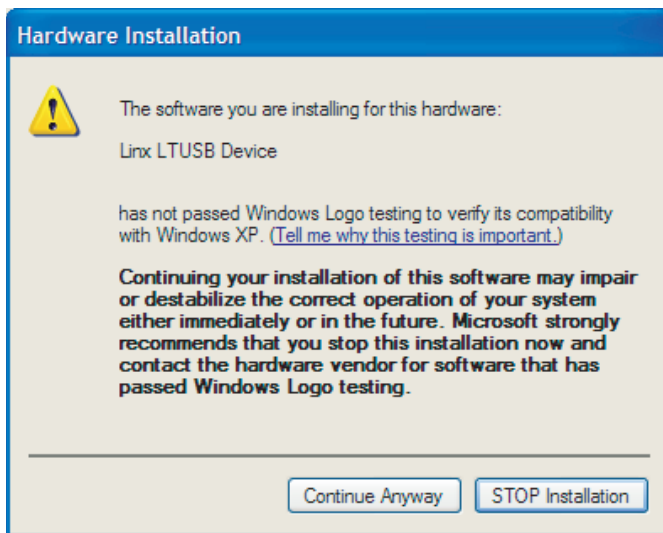 Hardware Installation
The software you are installing for this hardware:
Linx LTUSB Device
has not passed Windows Logo testing to verify its compatibility
with Windows XP. (Tell me why this testing is important.)
Continuing your installation of this software may impair
or destabilize the correct operation of your system
either immediately or in the future. Microsoft strongly
recommends that you stop this installation now and
contact the hardware vendor for software that has
passed Windows Logo testing.
Continue Anyway
STOP Installation